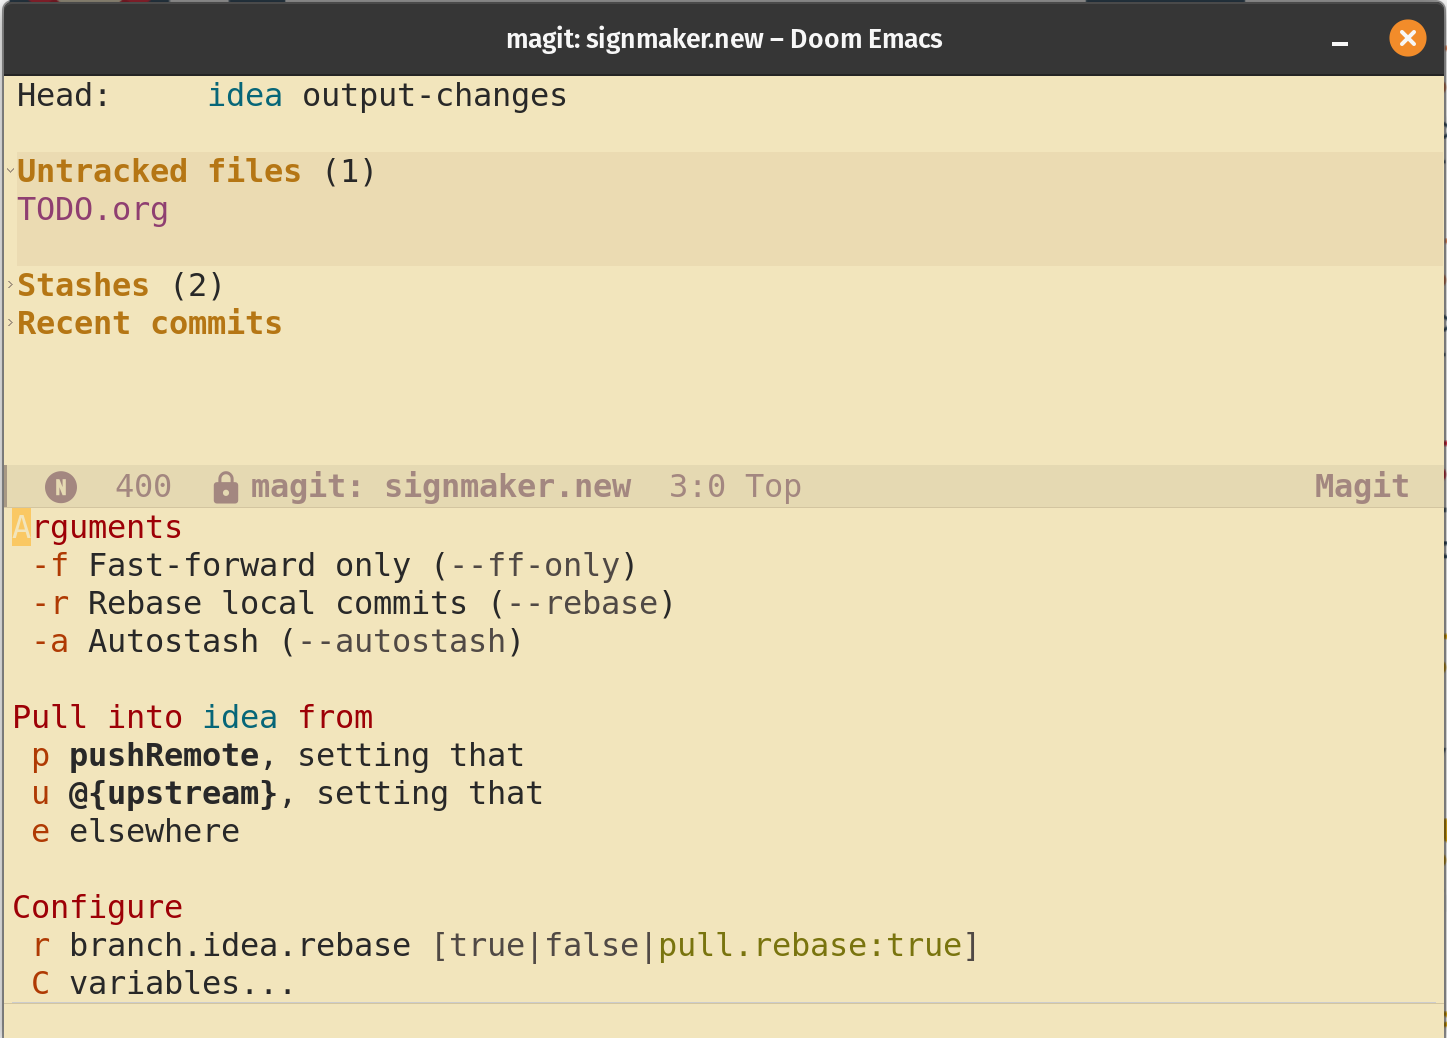 magit: signmaker.new – Doom Emacs
Head:     idea output-changes
Untracked files (1)
TODO.org
Stashes (2)
Recent commits
N 400 magit: signmaker.new 3:0 Top Magit
Arguments
-f Fast-forward only (--ff-only)
-r Rebase local commits (--rebase)
-a Autostash (--autostash)
Pull into idea from
p pushRemote, setting that
u @{upstream}, setting that
e elsewhere
Configure
r branch.idea.rebase [true|false|pull.rebase:true]
C variables...